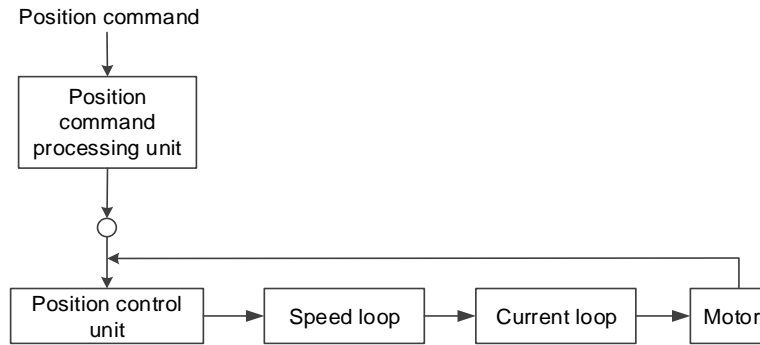 Position command
Position
command
processing unit
Position control
unit
Speed loop
Current loop
Motor